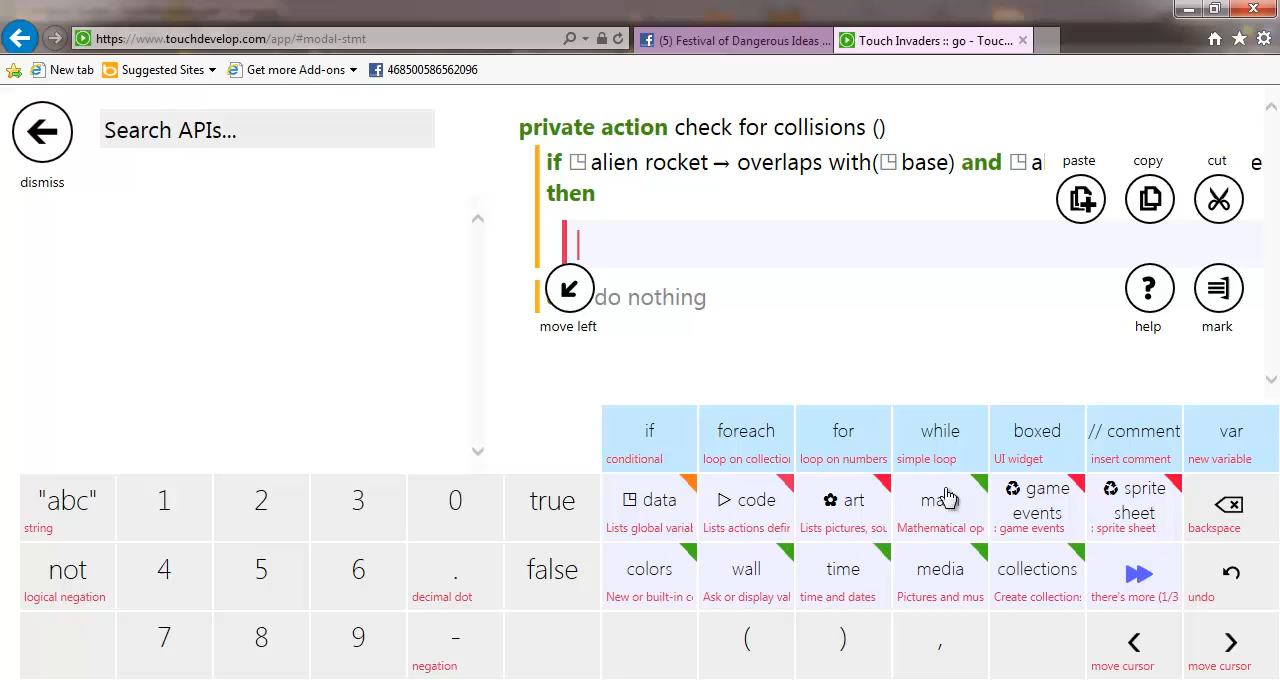 https://www.touchdevelop.com/app/#modal-stmt
(5) Festival of Dangerous Ideas ...
Touch Invaders :: go - Touc...
New tab
Suggested Sites
Get more Add-ons
468500586562096
dismiss
Search APIs...
private action check for collisions ()
if alien rocket → overlaps with( base) and al e
then
do nothing
paste
copy
cut
move left
help
mark
if
conditional
foreach
loop on collection
for
loop on numbers
while
simple loop
boxed
UI widget
// comment
insert comment
var
new variable
"abc"
string
1
2
3
0
true
data
Lists global variab
code
Lists actions defin
art
Lists pictures, sou
Mathematical op
game events
: game events
sprite sheet
: sprite sheet
backspace
not
logical negation
4
5
6
.
decimal dot
false
colors
New or built-in c
wall
Ask or display val
time
time and dates
media
Pictures and mus
collections
Create collections
there's more (1/3
undo
7
8
9
-
negation
(
)
,
move cursor
move cursor